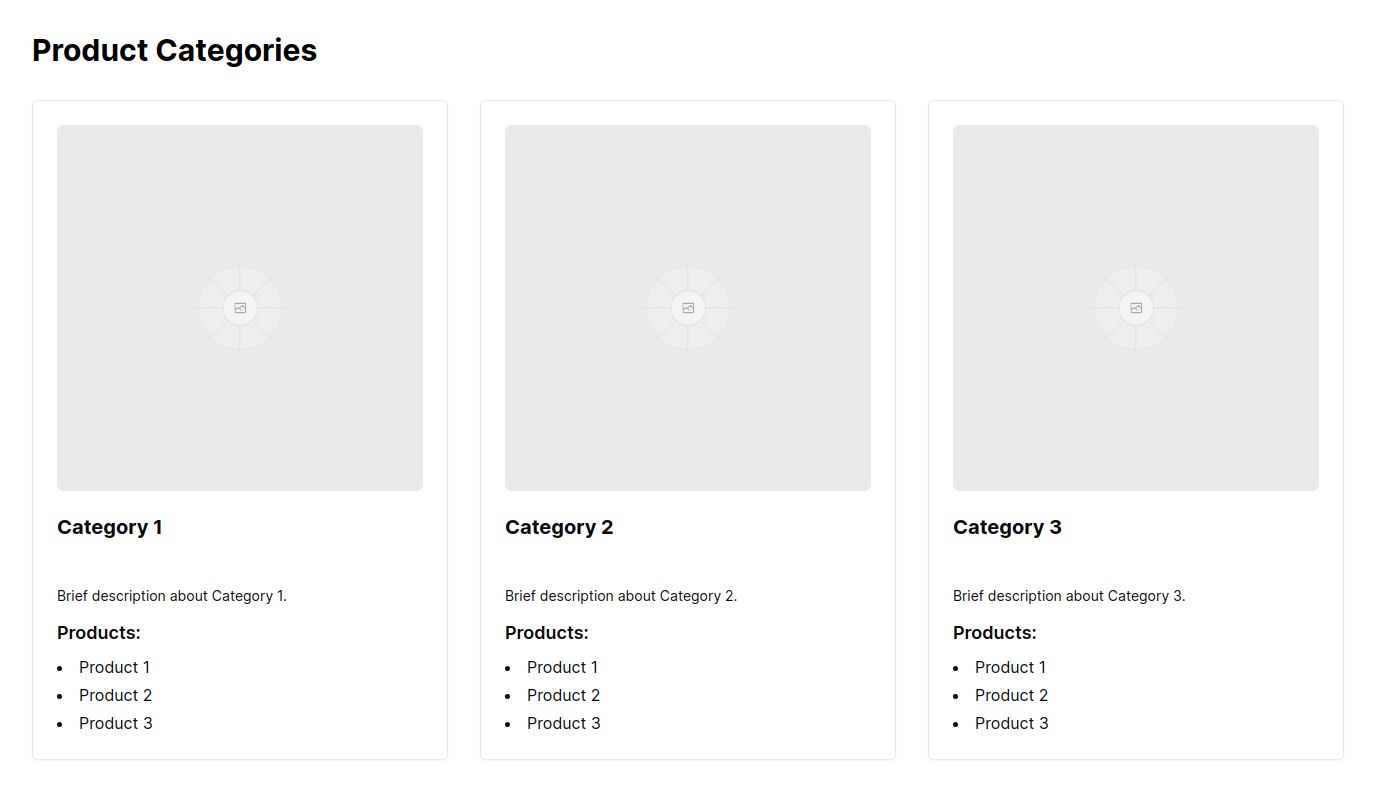 Product Categories
Category 1
Brief description about Category 1.
Products:
Product 1
Product 2
Product 3
Category 2
Brief description about Category 2.
Products:
Product 1
Product 2
Product 3
Category 3
Brief description about Category 3.
Products:
Product 1
Product 2
Product 3